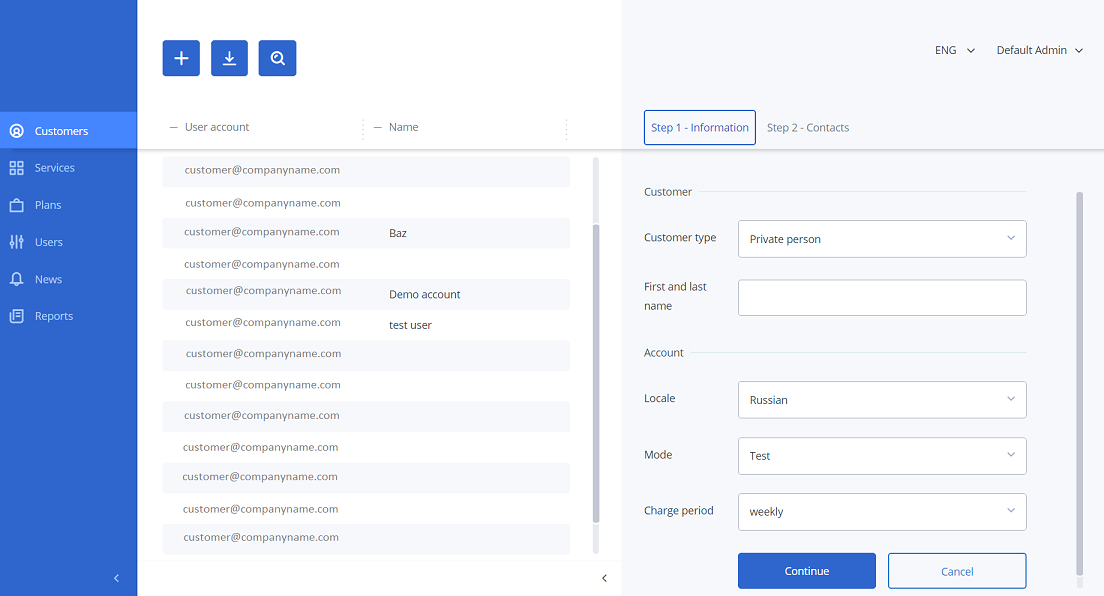 ENG
Default Admin
Customers
Services
Plans
Users
News
Reports
User account
Name
customer@companyname.com
customer@companyname.com
customer@companyname.com
Baz
customer@companyname.com
customer@companyname.com
Demo account
customer@companyname.com
test user
customer@companyname.com
customer@companyname.com
customer@companyname.com
customer@companyname.com
customer@companyname.com
customer@companyname.com
customer@companyname.com
Step 1 - Information
Step 2 - Contacts
Customer
Customer type
Private person
First and last
name
Account
Locale
Russian
Mode
Test
Charge period
weekly
Continue
Cancel